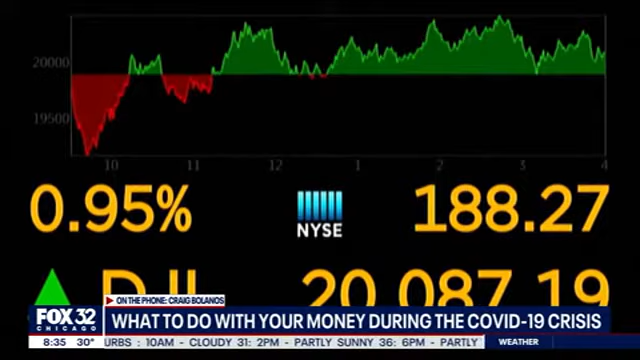 20000
19500
10 11 12 1 2 3 4
0.95% NYSE 188.27
DJI 20,087.19
ON THE PHONE: CRAIG BOLANOS
FOX 32
CHICAGO
WHAT TO DO WITH YOUR MONEY DURING THE COVID-19 CRISIS
8:35 30° URBS : 10AM - CLOUDY 31: 2PM - PARTLY SUNNY 36: 6PM - PARTLY WEATHER